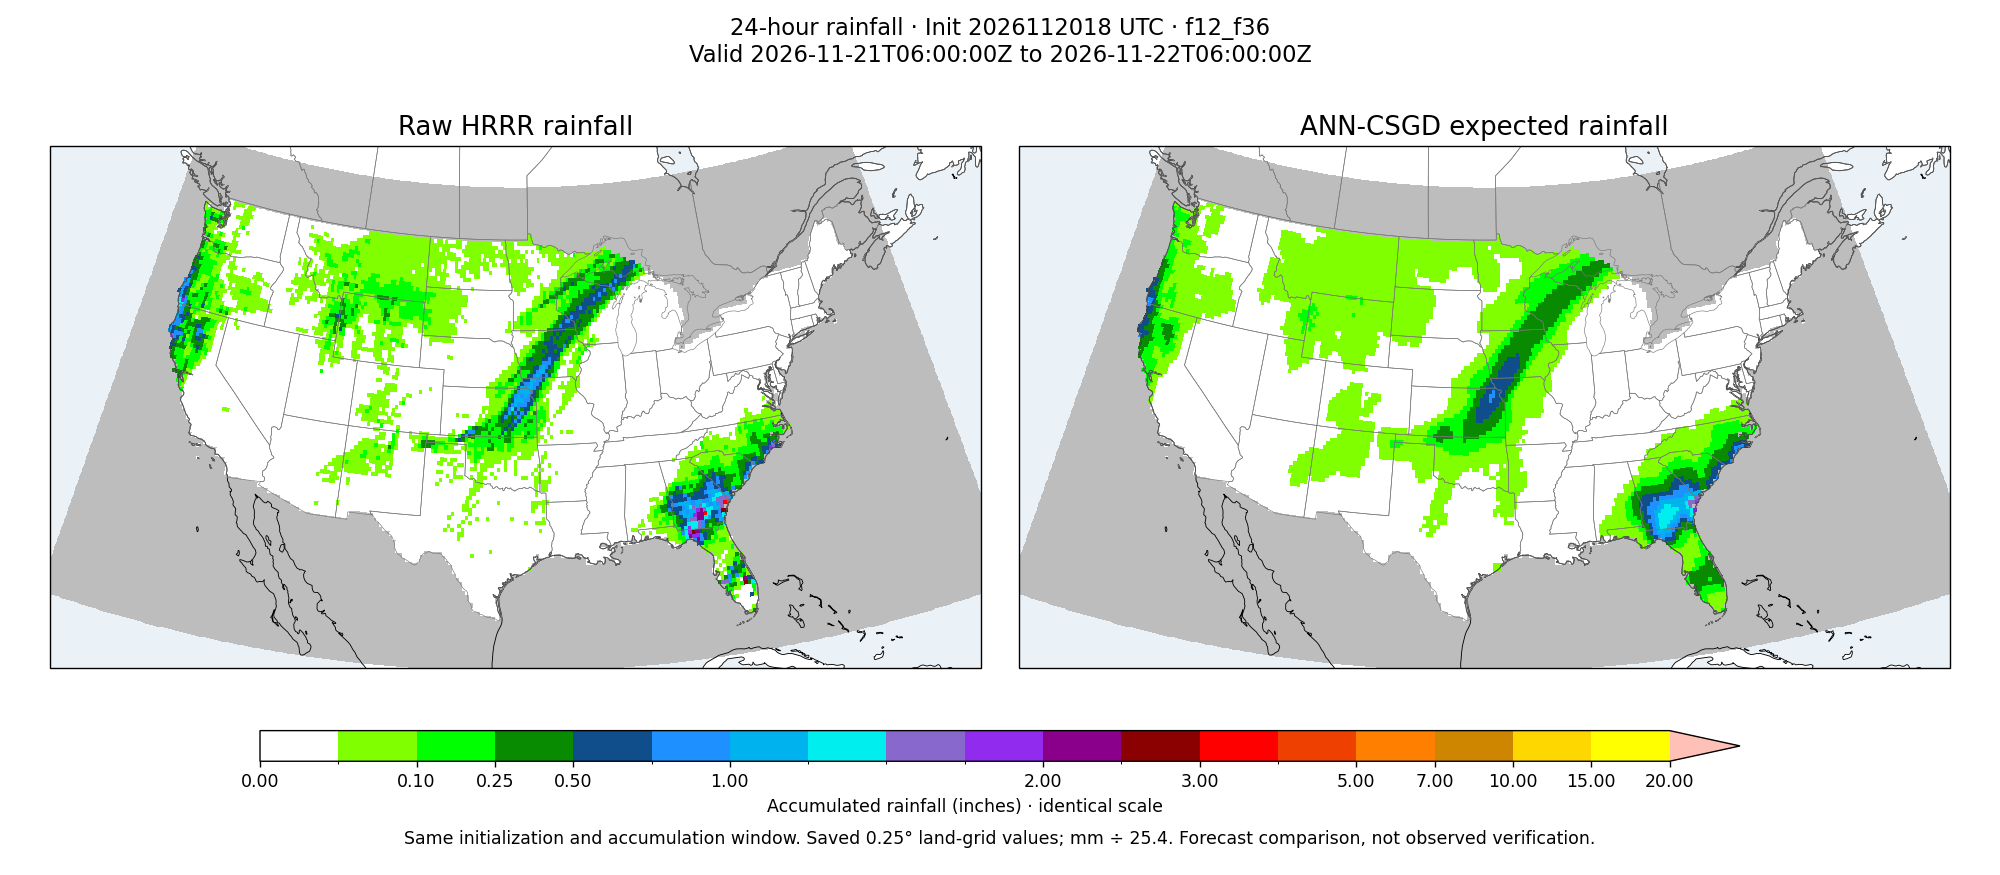 24-hour rainfall · Init 2026112018 UTC · f12_f36
Valid 2026-11-21T06:00:00Z to 2026-11-22T06:00:00Z
Raw HRRR rainfall
ANN-CSGD expected rainfall
0.00 0.10 0.25 0.50 1.00 2.00 3.00 5.00 7.00 10.00 15.00 20.00
Accumulated rainfall (inches) · identical scale
Same initialization and accumulation window. Saved 0.25° land-grid values; mm ÷ 25.4. Forecast comparison, not observed verification.